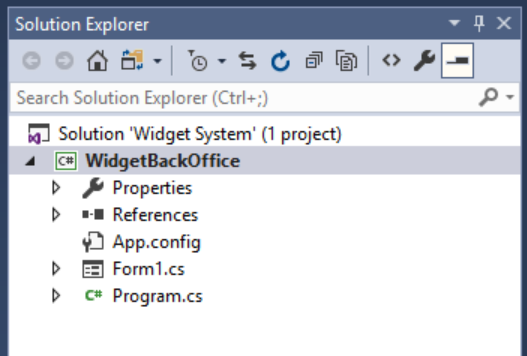 Solution Explorer
Search Solution Explorer (Ctrl+;)
Solution 'Widget System' (1 project)
C# WidgetBackOffice
Properties
References
App.config
Form1.cs
C# Program.cs